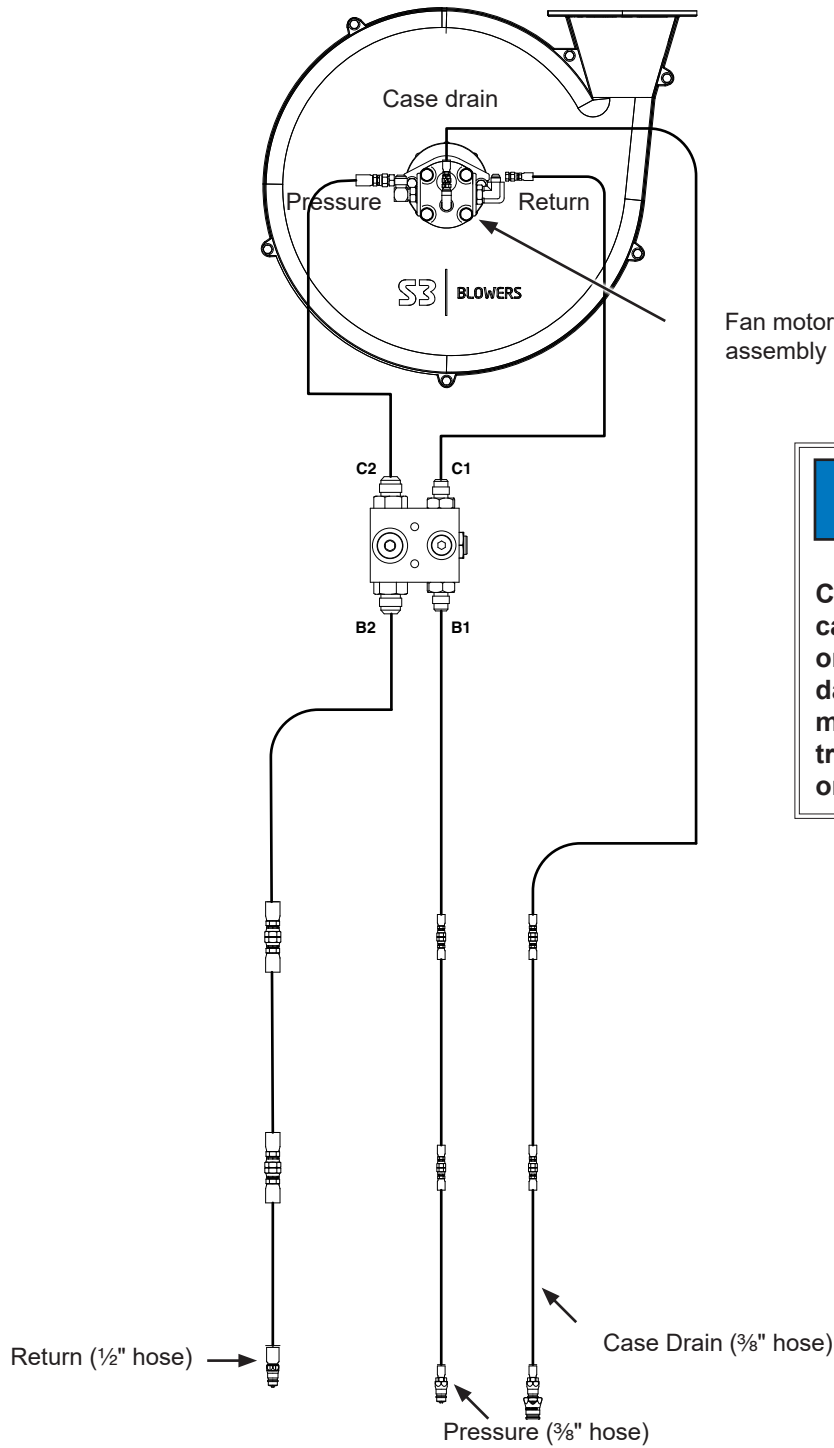 Case drain
Pressure
Return
S3 BLOWERS
Fan motor
assembly
C2
C1
B2
B1
Return (½" hose)
Case Drain (⅜" hose)
Pressure (⅜" hose)